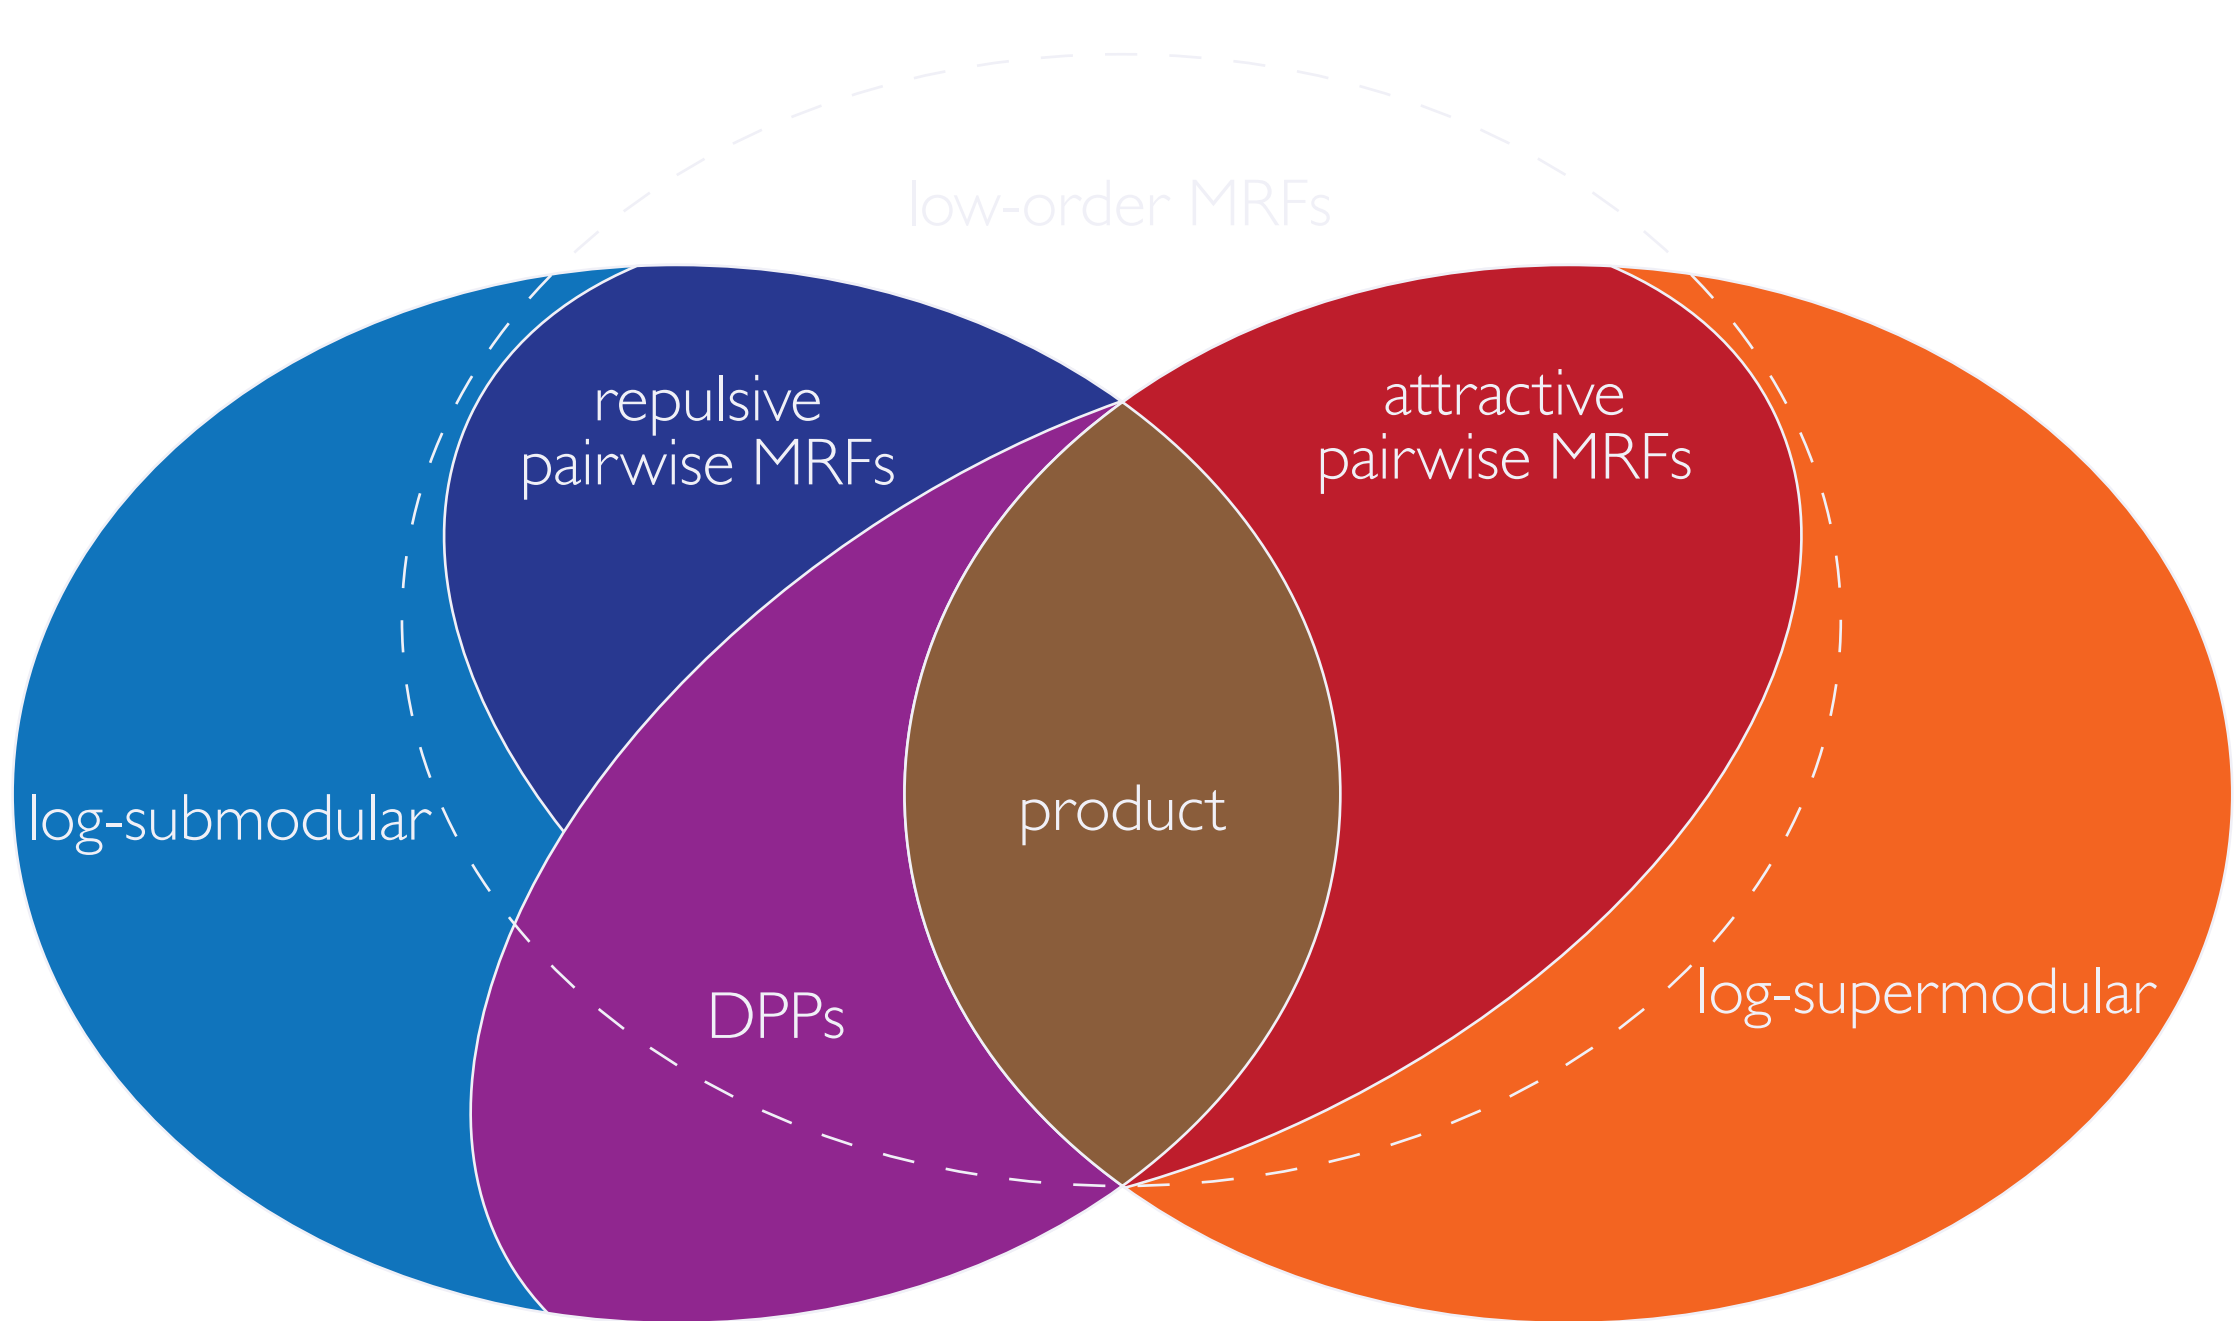 low-order MRFs
repulsive
pairwise MRFs
attractive
pairwise MRFs
log-submodular
product
DPPs
log-supermodular